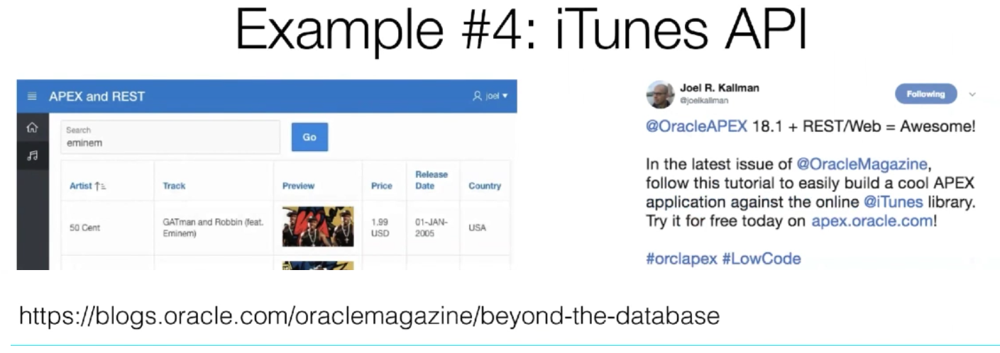 Example #4: iTunes API
APEX and REST
joel
Search
eminem
Go
Artist
Track
Preview
Price
Release
Date
Country
50 Cent
GATman and Robbin (feat.
Eminem)
1.99
USD
01-JAN-
2005
USA
Joel R. Kallman
@joelkallman
Following
@OracleAPEX 18.1 + REST/Web = Awesome!
In the latest issue of @OracleMagazine,
follow this tutorial to easily build a cool APEX
application against the online @iTunes library.
Try it for free today on apex.oracle.com!
#orclapex #LowCode
https://blogs.oracle.com/oraclemagazine/beyond-the-database